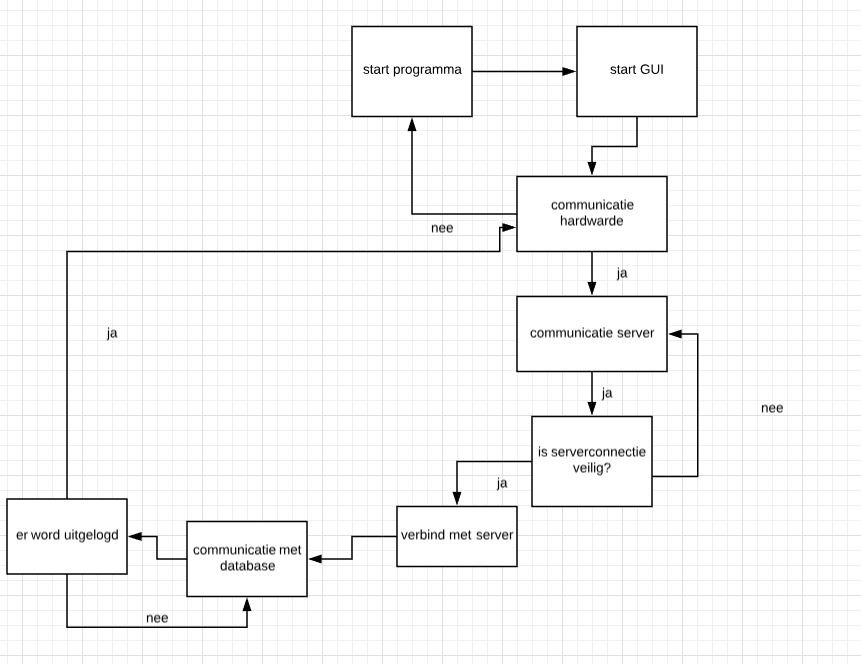 start programma
start GUI
communicatie
hardwarde
nee
ja
ja
communicatie server
ja
nee
is serverconnectie
veilig?
ja
verbind met server
er word uitgelogd
communicatie met
database
nee